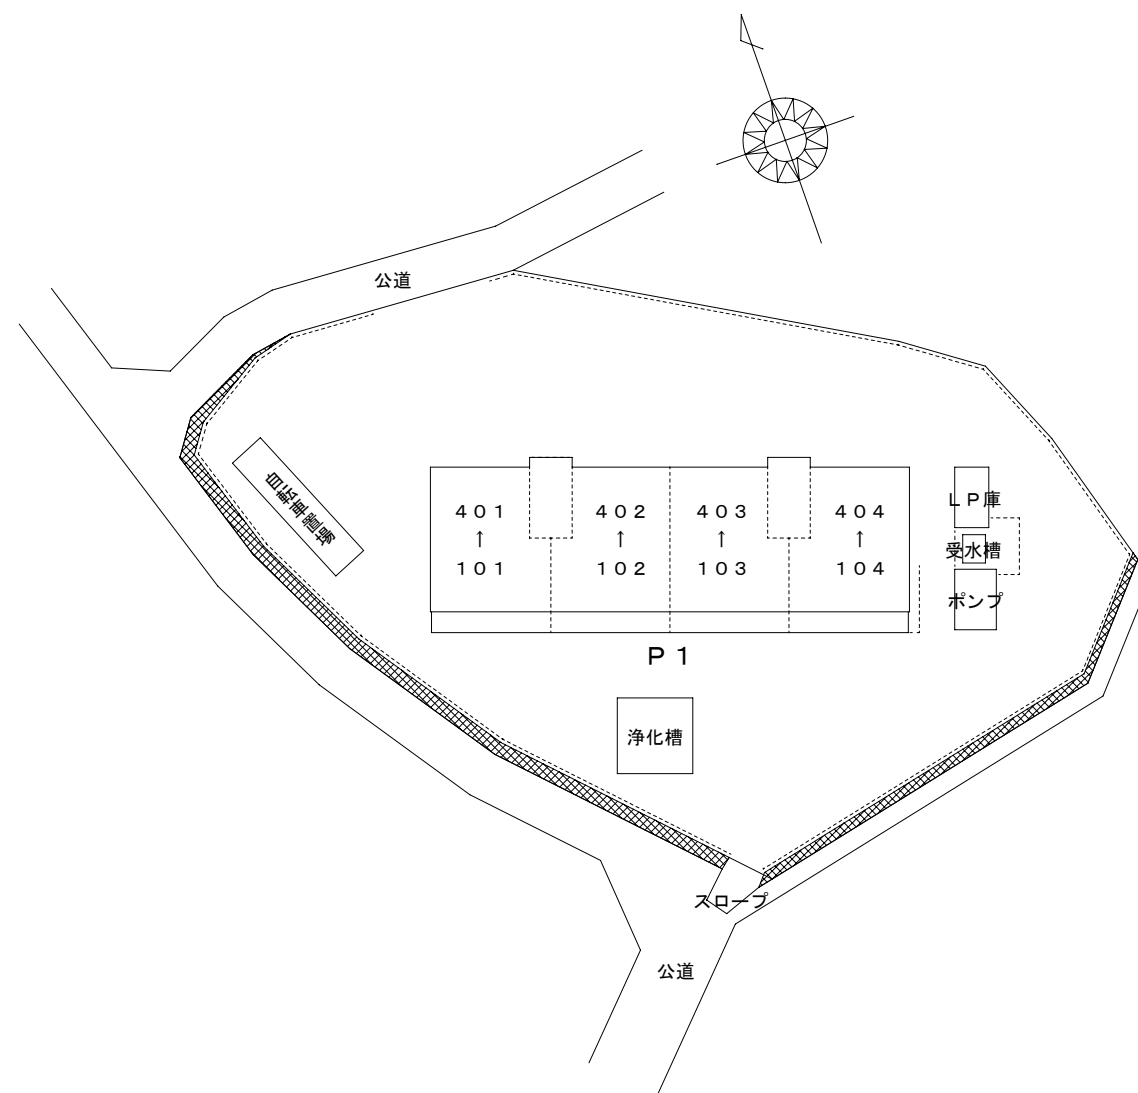 公道
自転車置場
４０１ ４０２ ４０３ ４０４
↑ ↑ ↑ ↑
１０１ １０２ １０３ １０４
ＬＰ庫
受水槽
ポンプ
Ｐ１
浄化槽
スロープ
公道